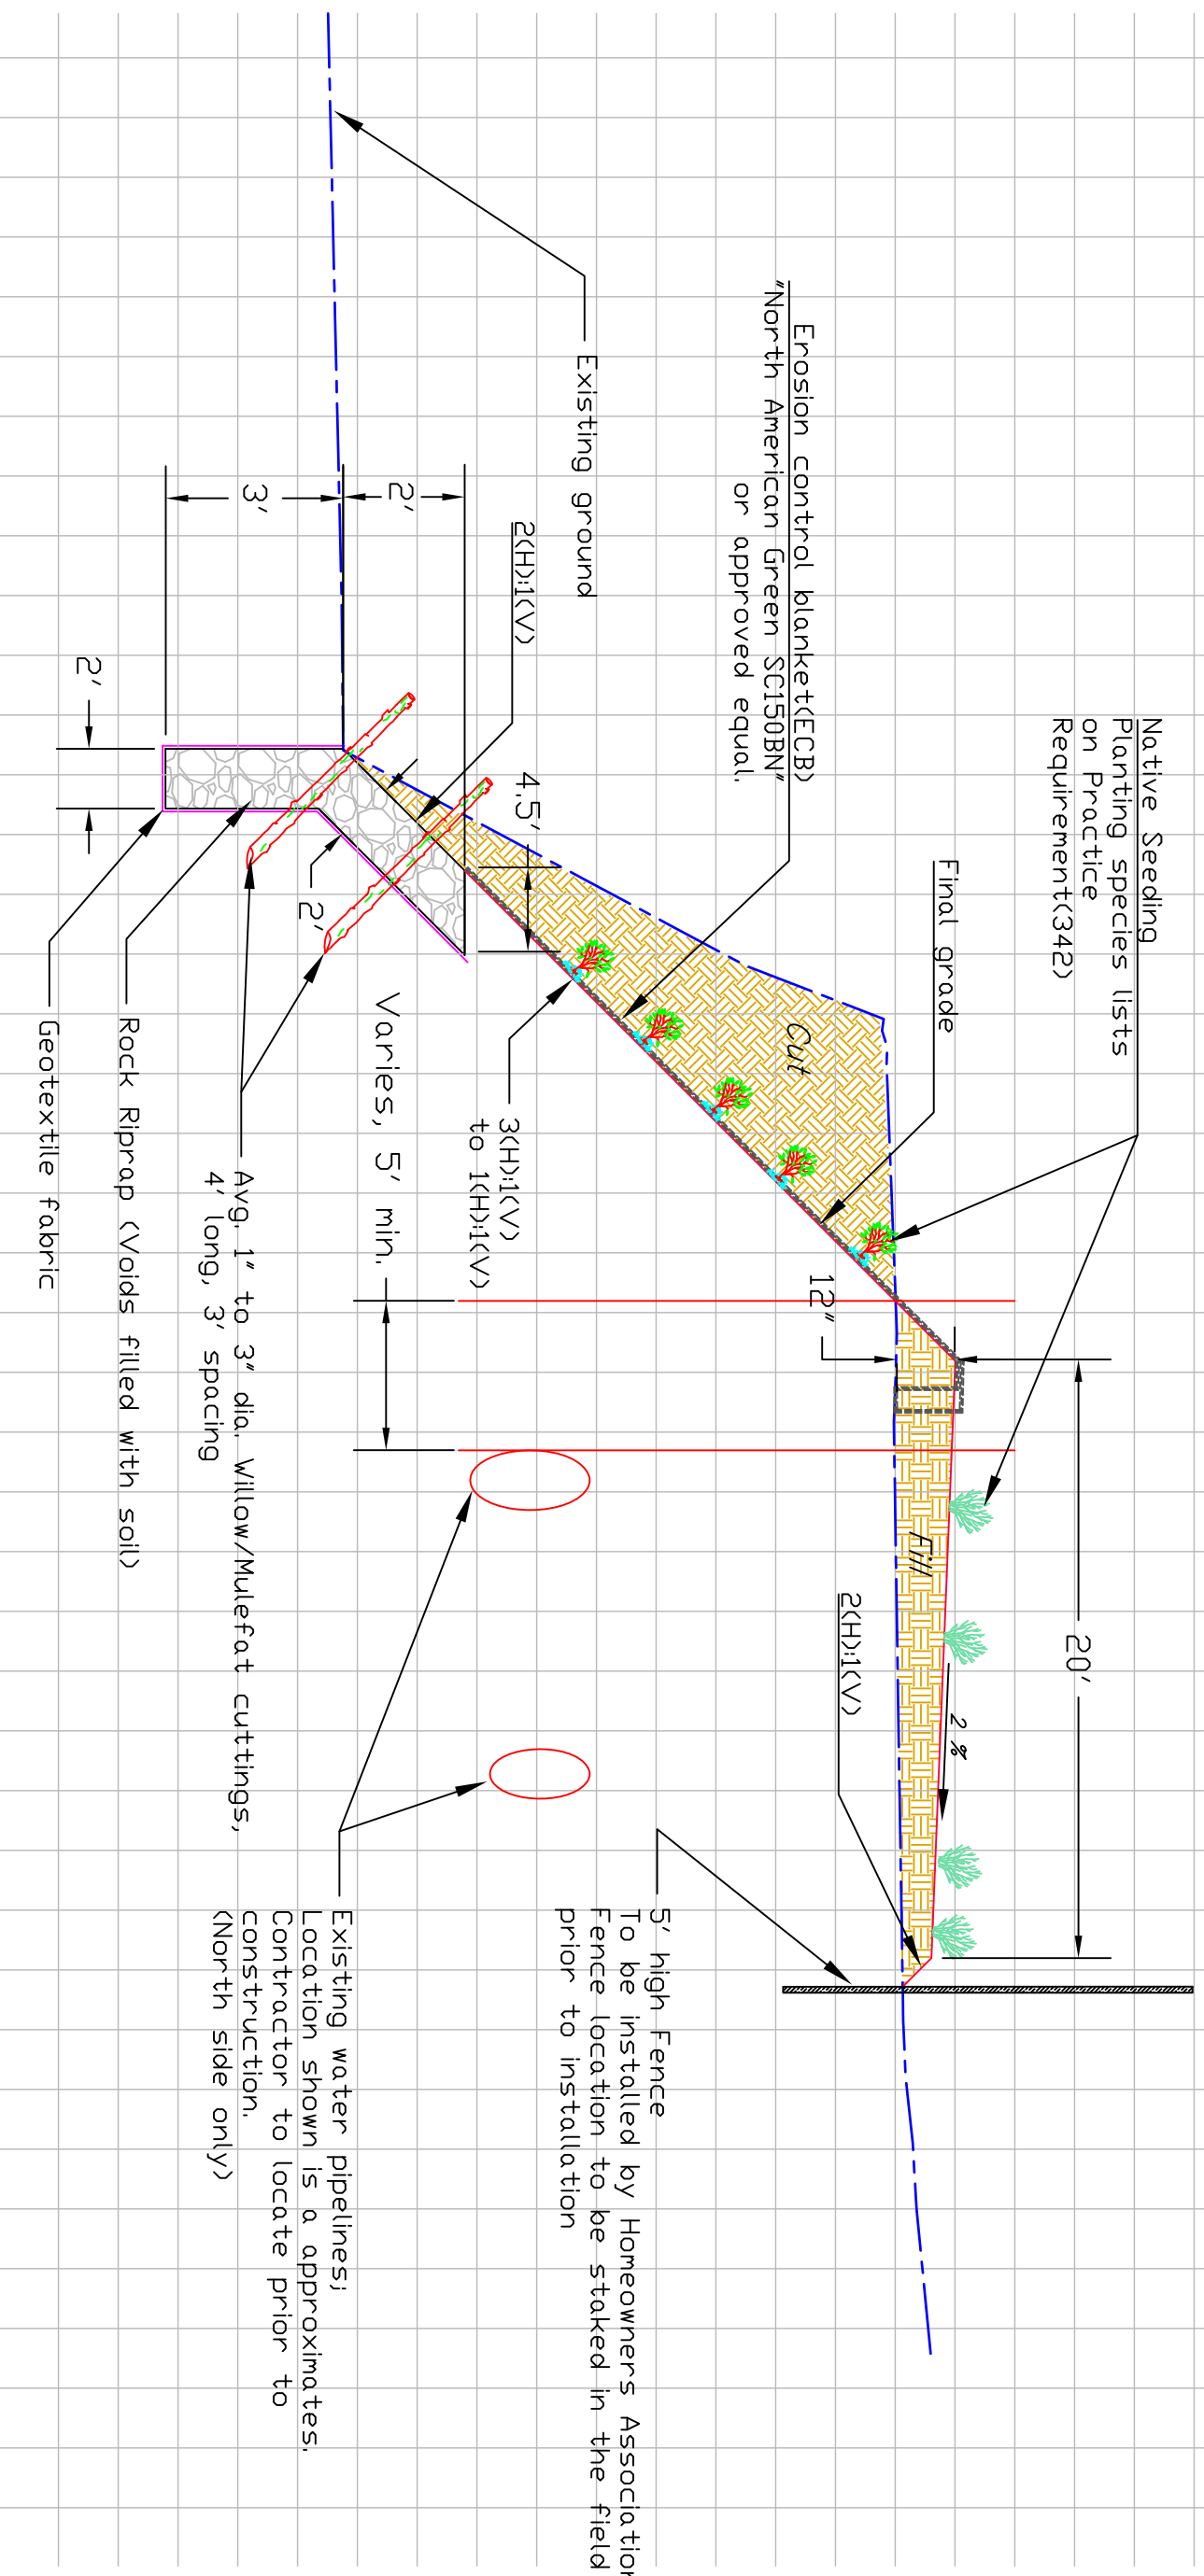 Native Seeding
Planting species lists
on Practice
Requirement(342)
Erosion control blanket(ECB)
"North American Green SC150BN"
or approved equal.
Final grade
20'
2 %
Cut
Fill
12"
2(H):1(V)
Existing ground
2(H):1(V)
4.5'
2'
3'
2'
2'
3(H):1(V)
to 1(H):1(V)
Varies, 5' min.
5' high Fence
To be installed by Homeowners Association
Fence location to be staked in the field
prior to installation
Existing water pipelines;
Location shown is a approximates.
Contractor to locate prior to
construction.
(North side only)
Avg. 1" to 3" dia. Willow/Mulefat cuttings,
4' long, 3' spacing
Rock Riprap (Voids filled with soil)
Geotextile fabric